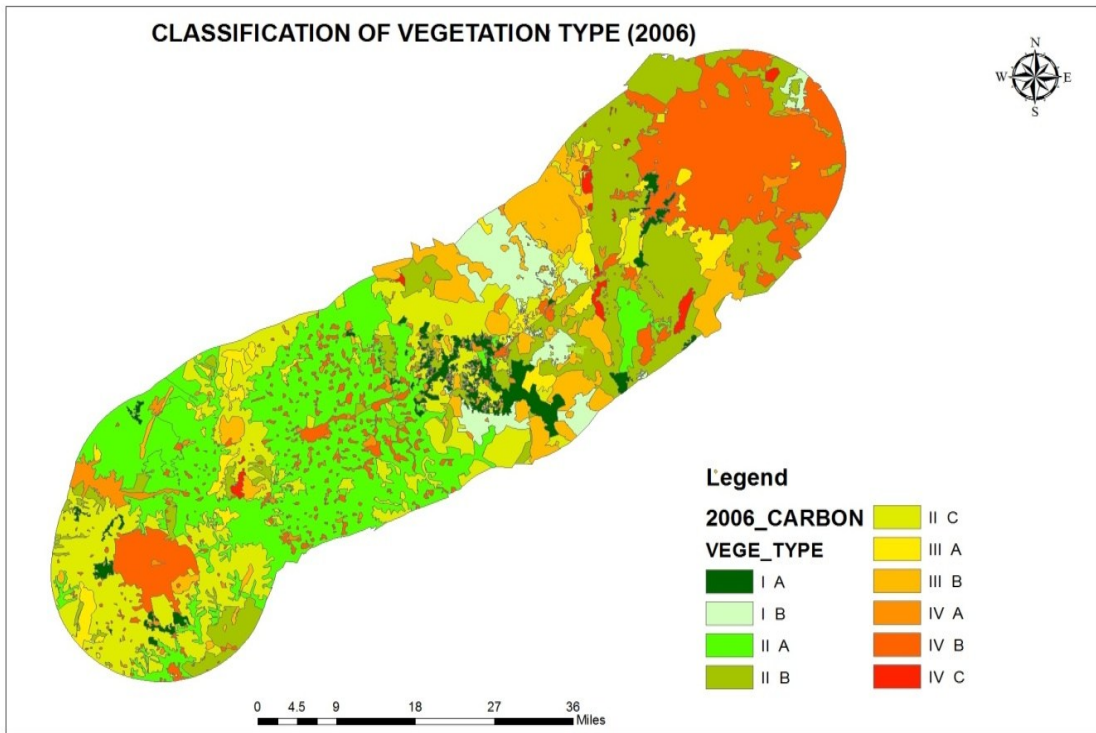 CLASSIFICATION OF VEGETATION TYPE (2006)
N
W E
S
Legend
2006_CARBON
VEGE_TYPE
I A
I B
II A
II B
II C
III A
III B
IV A
IV B
IV C
0 4.5 9 18 27 36
Miles